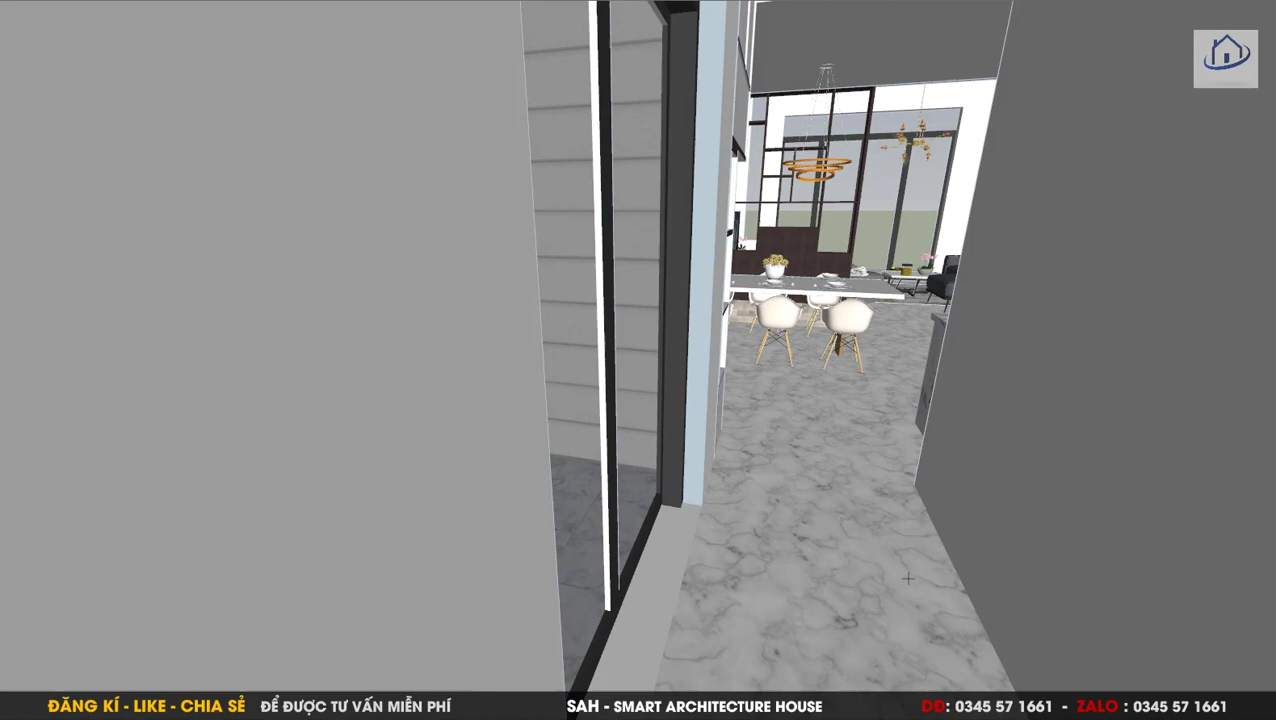 ĐĂNG KÍ - LIKE - CHIA SẺ ĐỂ ĐƯỢC TƯ VẤN MIỄN PHÍ SAH - SMART ARCHITECTURE HOUSE DĐ: 0345 57 1661 - ZALO : 0345 57 1661